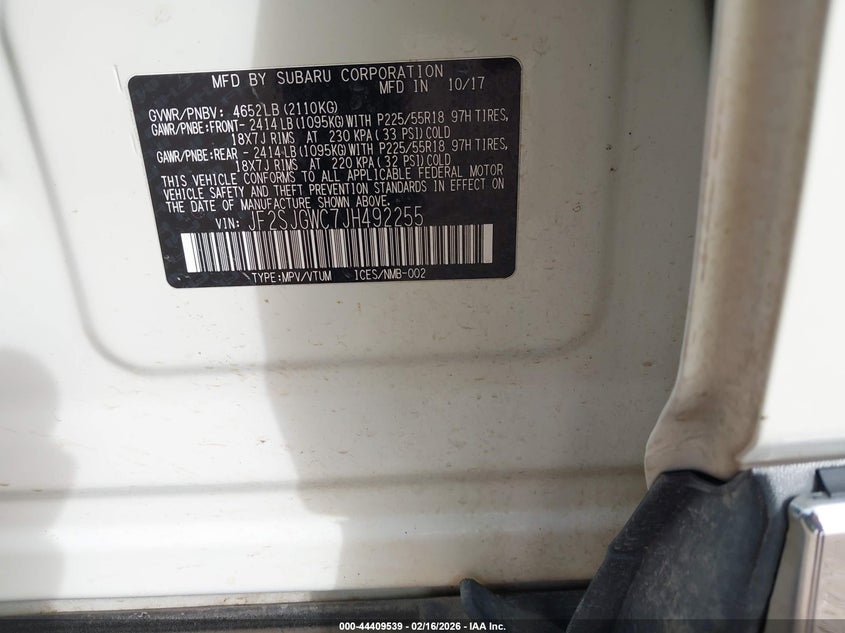 MFD BY SUBARU CORPORATION
MFD IN 10/17
GVWR/PNBV: 4652LB(2110KG)
GAWR/PNBE:FRONT-2414LB(1095KG)WITH P225/55R18 97H TIRES,
18X7J RIMS AT 230 KPA(33 PSI)COLD
GAWR/PNBE:REAR -2414LB(1095KG)WITH P225/55R18 97H TIRES,
18X7J RIMS AT 220 KPA(32 PSI)COLD
THIS VEHICLE CONFORMS TO ALL APPLICABLE FEDERAL MOTOR
VEHICLE SAFETY AND THEFT PREVENTION STANDARDS IN EFFECT ON
THE DATE OF MANUFACTURE SHOWN ABOVE.
VIN: JF2SJGWC7JH492255
TYPE:MPV/VTUM ICES/NMB-002
000-44409539 - 02/16/2026 - IAA Inc.